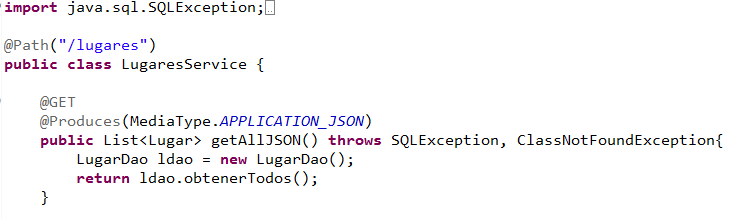 import java.sql.SQLException;
@Path("/lugares")
public class LugaresService {
@GET
@Produces(MediaType.APPLICATION_JSON)
public List<Lugar> getAllJSON() throws SQLException, ClassNotFoundException{
LugarDao ldao = new LugarDao();
return ldao.obtenerTodos();
}